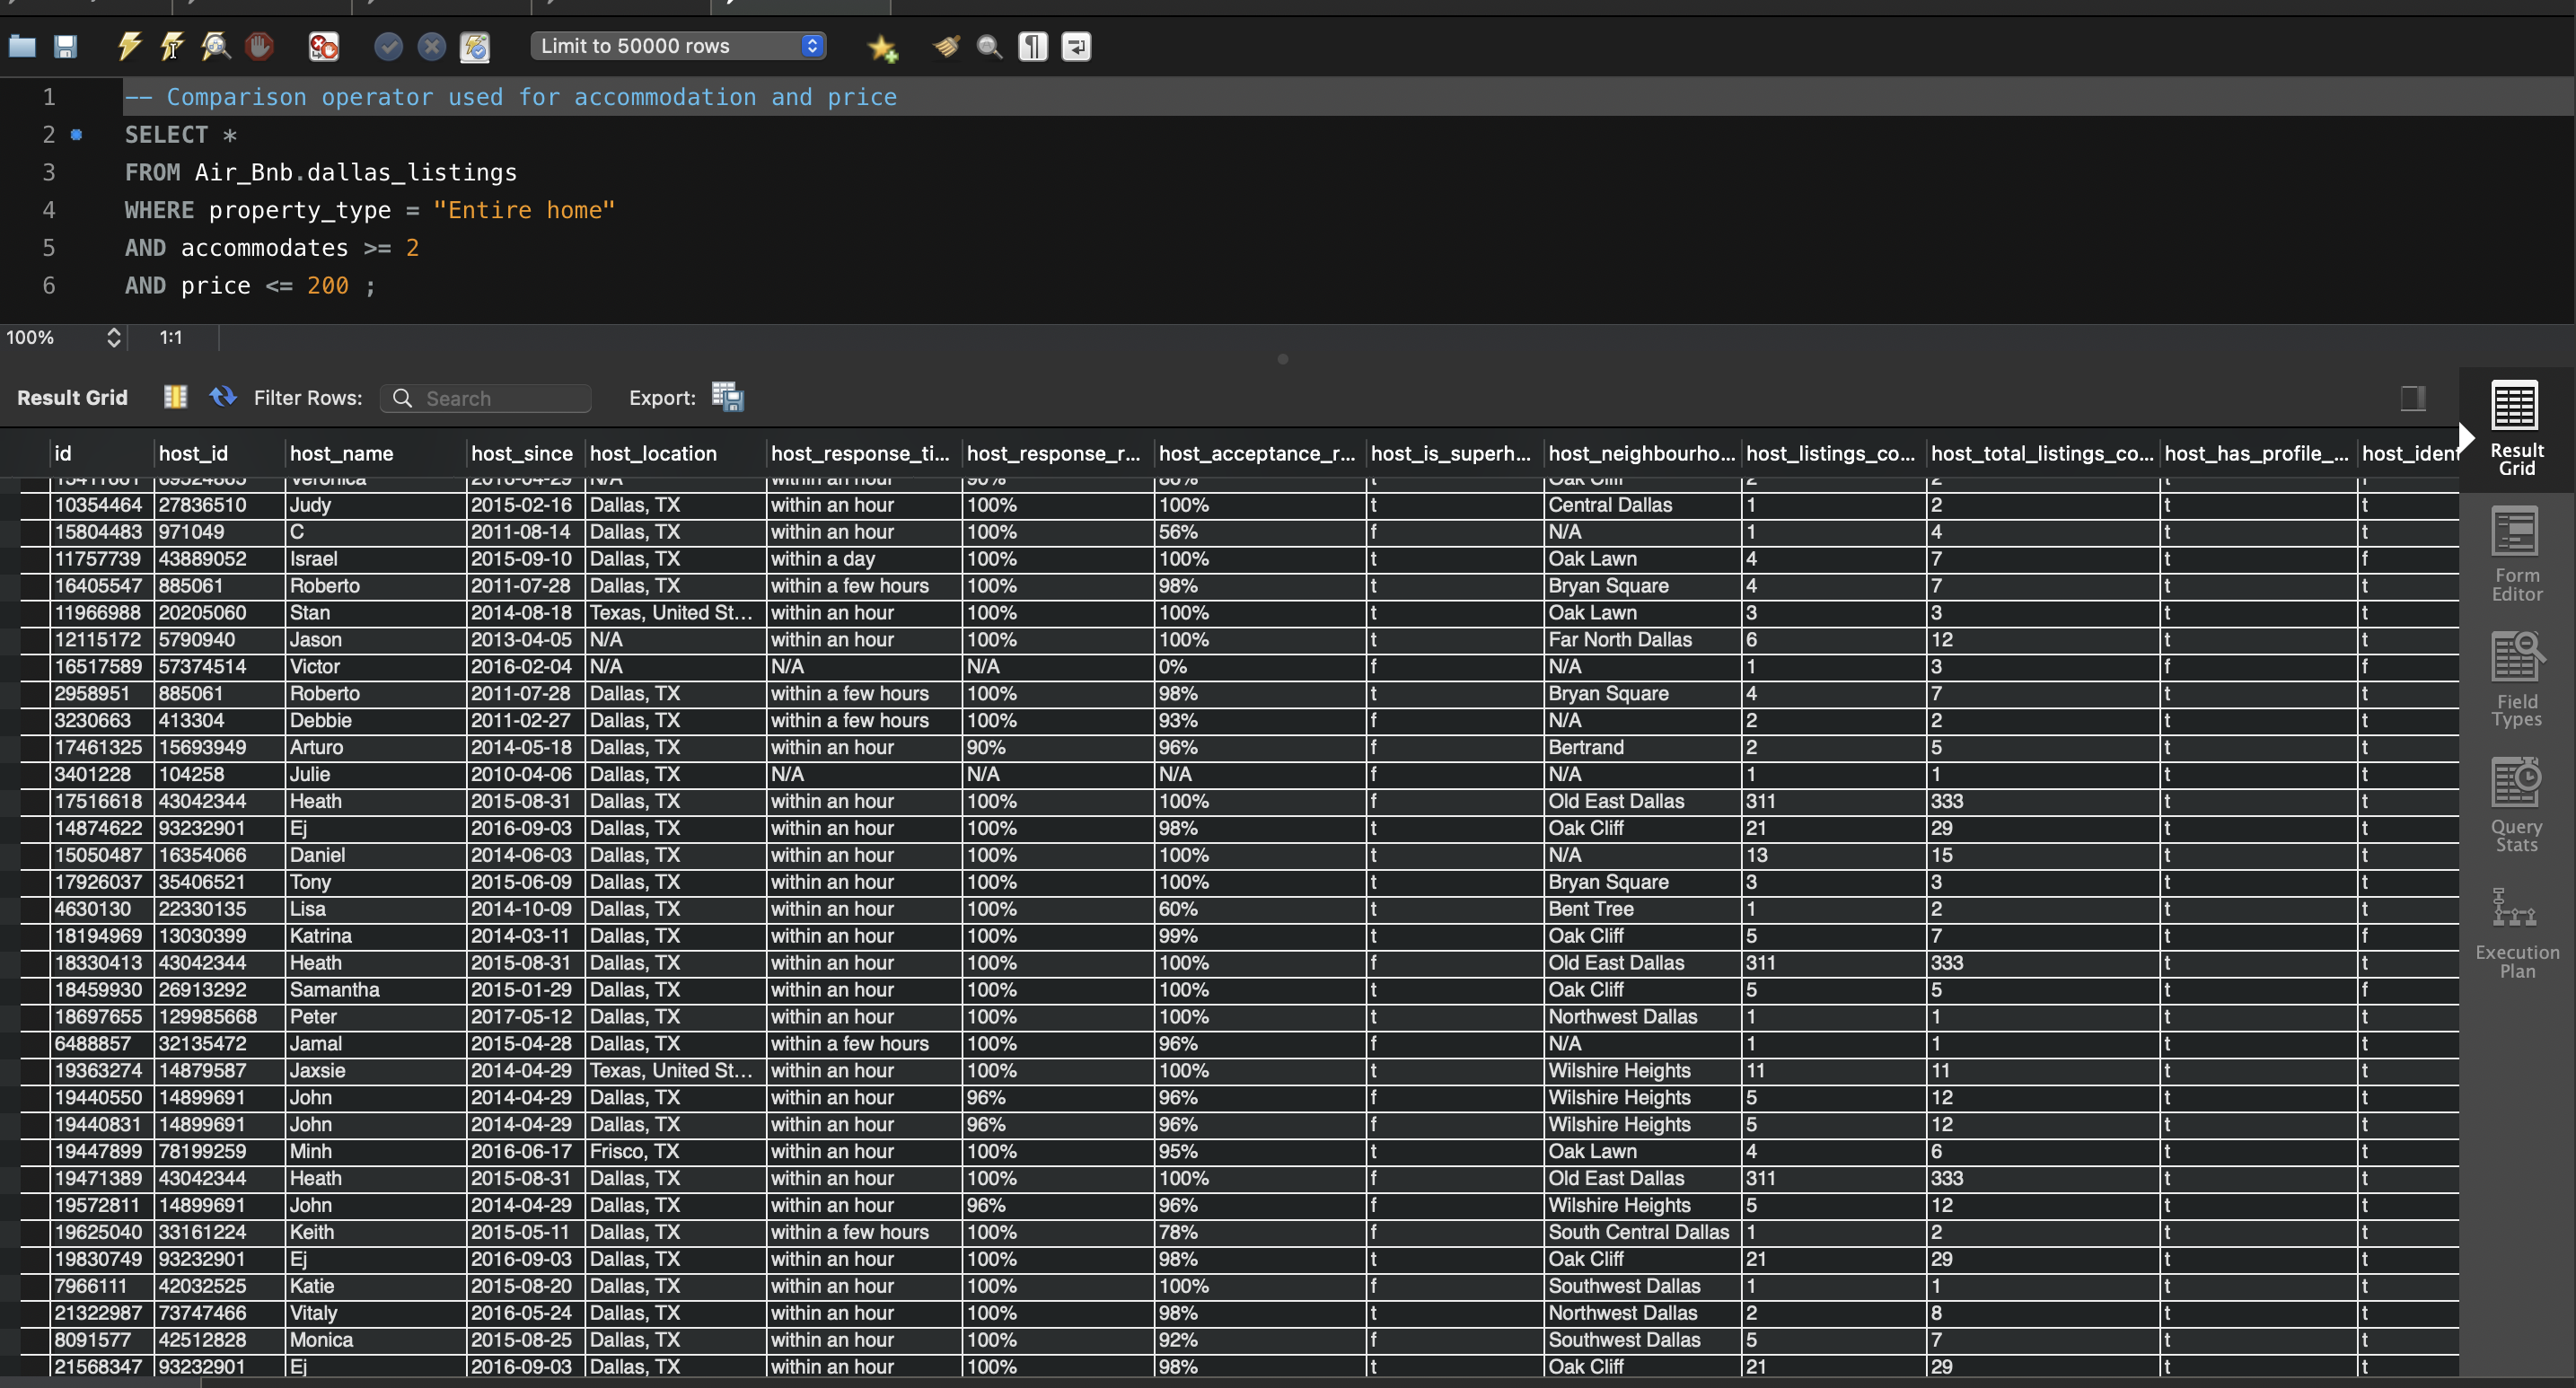 Limit to 50000 rows
1 -- Comparison operator used for accommodation and price
2 SELECT *
3 FROM Air_Bnb.dallas_listings
4 WHERE property_type = "Entire home"
5 AND accommodates >= 2
6 AND price <= 200 ;
100% 1:1
Result Grid Filter Rows: Search Export:
id host_id host_name host_since host_location host_response_ti... host_response_r... host_acceptance_r... host_is_superh... host_neighbourho... host_listings_co... host_total_listings_co... host_has_profile_... host_ident
10354464 27836510 Judy 2015-02-16 Dallas, TX within an hour 100% 100% t Central Dallas 1 2 t t
15804483 971049 C 2011-08-14 Dallas, TX within an hour 100% 56% f N/A 1 4 t t
11757739 43889052 Israel 2015-09-10 Dallas, TX within a day 100% 100% t Oak Lawn 4 7 t f
16405547 885061 Roberto 2011-07-28 Dallas, TX within a few hours 100% 98% t Bryan Square 4 7 t t
11966988 20205060 Stan 2014-08-18 Texas, United St... within an hour 100% 100% t Oak Lawn 3 3 t t
12115172 5790940 Jason 2013-04-05 N/A within an hour 100% 100% t Far North Dallas 6 12 t t
16517589 57374514 Victor 2016-02-04 N/A N/A N/A 0% f N/A 1 3 f f
2958951 885061 Roberto 2011-07-28 Dallas, TX within a few hours 100% 98% t Bryan Square 4 7 t t
3230663 413304 Debbie 2011-02-27 Dallas, TX within a few hours 100% 93% f N/A 2 2 t t
17461325 15693949 Arturo 2014-05-18 Dallas, TX within an hour 90% 96% f Bertrand 2 5 t t
3401228 104258 Julie 2010-04-06 Dallas, TX N/A N/A N/A f N/A 1 1 t t
17516618 43042344 Heath 2015-08-31 Dallas, TX within an hour 100% 100% f Old East Dallas 311 333 t t
14874622 93232901 Ej 2016-09-03 Dallas, TX within an hour 100% 98% t Oak Cliff 21 29 t t
15050487 16354066 Daniel 2014-06-03 Dallas, TX within an hour 100% 100% t N/A 13 15 t t
17926037 35406521 Tony 2015-06-09 Dallas, TX within an hour 100% 100% t Bryan Square 3 3 t t
4630130 22330135 Lisa 2014-10-09 Dallas, TX within an hour 100% 60% t Bent Tree 1 2 t t
18194969 13030399 Katrina 2014-03-11 Dallas, TX within an hour 100% 99% t Oak Cliff 5 7 t f
18330413 43042344 Heath 2015-08-31 Dallas, TX within an hour 100% 100% f Old East Dallas 311 333 t t
18459930 26913292 Samantha 2015-01-29 Dallas, TX within an hour 100% 100% t Oak Cliff 5 5 t f
18697655 129985668 Peter 2017-05-12 Dallas, TX within an hour 100% 100% t Northwest Dallas 1 1 t t
6488857 32135472 Jamal 2015-04-28 Dallas, TX within a few hours 100% 96% f N/A 1 1 t t
19363274 14879587 Jaxsie 2014-04-29 Texas, United St... within an hour 100% 100% t Wilshire Heights 11 11 t t
19440550 14899691 John 2014-04-29 Dallas, TX within an hour 96% 96% f Wilshire Heights 5 12 t t
19440831 14899691 John 2014-04-29 Dallas, TX within an hour 96% 96% f Wilshire Heights 5 12 t t
19447899 78199259 Minh 2016-06-17 Frisco, TX within an hour 100% 95% t Oak Lawn 4 6 t t
19471389 43042344 Heath 2015-08-31 Dallas, TX within an hour 100% 100% f Old East Dallas 311 333 t t
19572811 14899691 John 2014-04-29 Dallas, TX within an hour 96% 96% f Wilshire Heights 5 12 t t
19625040 33161224 Keith 2015-05-11 Dallas, TX within a few hours 100% 78% f South Central Dallas 1 2 t t
19830749 93232901 Ej 2016-09-03 Dallas, TX within an hour 100% 98% t Oak Cliff 21 29 t t
7966111 42032525 Katie 2015-08-20 Dallas, TX within an hour 100% 100% f Southwest Dallas 1 1 t t
21322987 73747466 Vitaly 2016-05-24 Dallas, TX within an hour 100% 98% t Northwest Dallas 2 8 t t
8091577 42512828 Monica 2015-08-25 Dallas, TX within an hour 100% 92% f Southwest Dallas 5 7 t t
21568347 93232901 Ej 2016-09-03 Dallas, TX within an hour 100% 98% t Oak Cliff 21 29 t t
Result
Grid
Form
Editor
Field
Types
Query
Stats
Execution
Plan